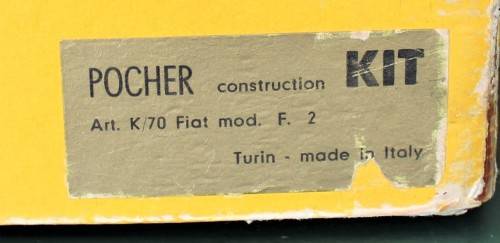 POCHER construction KIT
Art. K/70 Fiat mod. F. 2
Turin - made in Italy